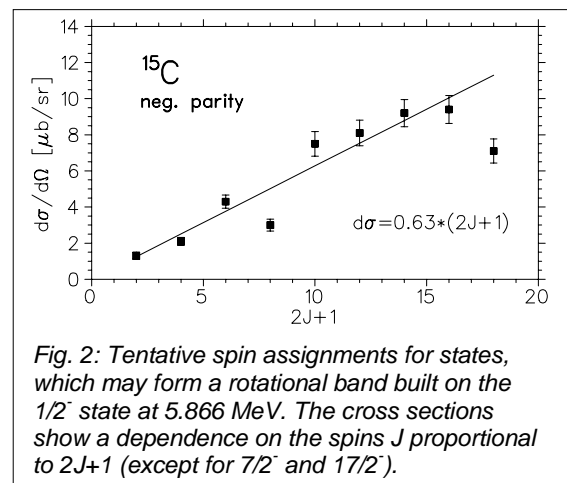 14
12
10
8
6
4
2
0
dσ/dΩ [μb/sr]
¹⁵C
neg. parity
dσ=0.63*(2J+1)
0 5 10 15 20
2J+1
Fig. 2: Tentative spin assignments for states,
which may form a rotational band built on the
1/2⁻ state at 5.866 MeV. The cross sections
show a dependence on the spins J proportional
to 2J+1 (except for 7/2⁻ and 17/2⁻).